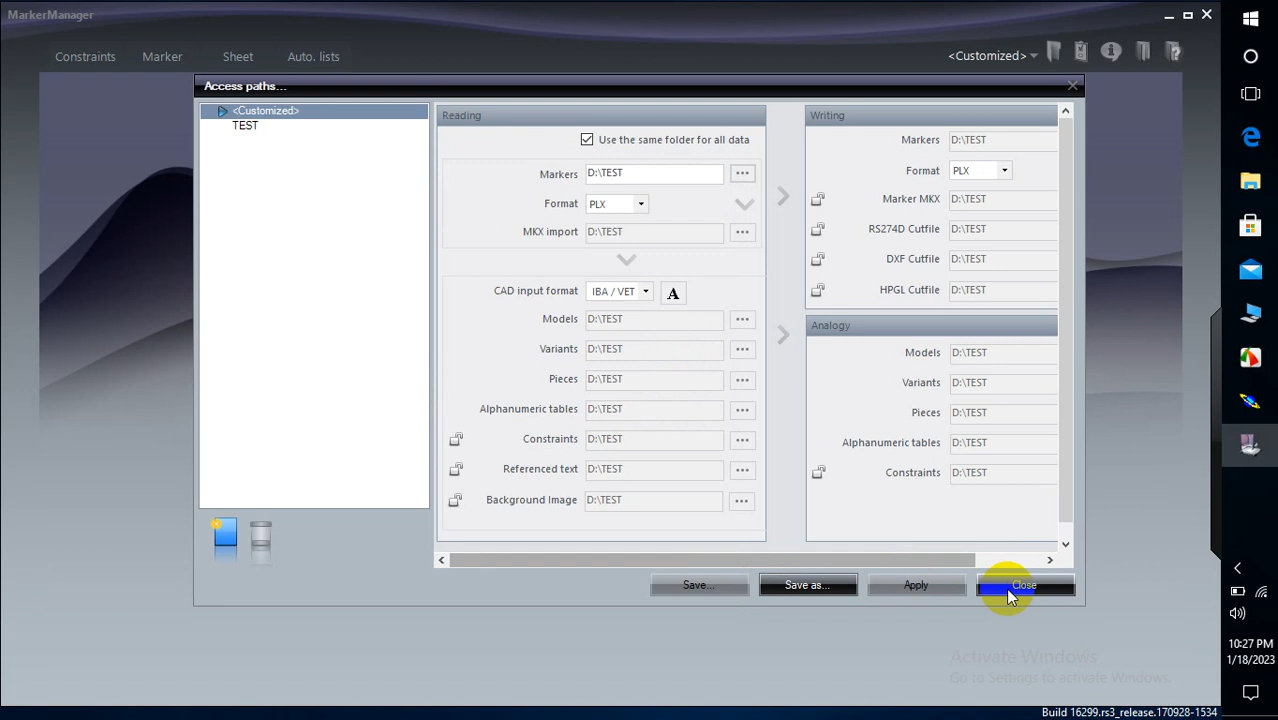 MarkerManager
Constraints Marker Sheet Auto. lists <Customized>
Access paths...
<Customized>
TEST
Reading
Use the same folder for all data
Markers D:\TEST
Format PLX
MKX import D:\TEST
CAD input format IBA / VET A
Models D:\TEST
Variants D:\TEST
Pieces D:\TEST
Alphanumeric tables D:\TEST
Constraints D:\TEST
Referenced text D:\TEST
Background Image D:\TEST
Writing
Markers D:\TEST
Format PLX
Marker MKX D:\TEST
RS274D Cutfile D:\TEST
DXF Cutfile D:\TEST
HPGL Cutfile D:\TEST
Analogy
Models D:\TEST
Variants D:\TEST
Pieces D:\TEST
Alphanumeric tables D:\TEST
Constraints D:\TEST
Save... Save as... Apply Close
Activate Windows
Go to Settings to activate Windows.
10:27 PM
1/18/2023
Build 16299.rs3_release.170928-1534